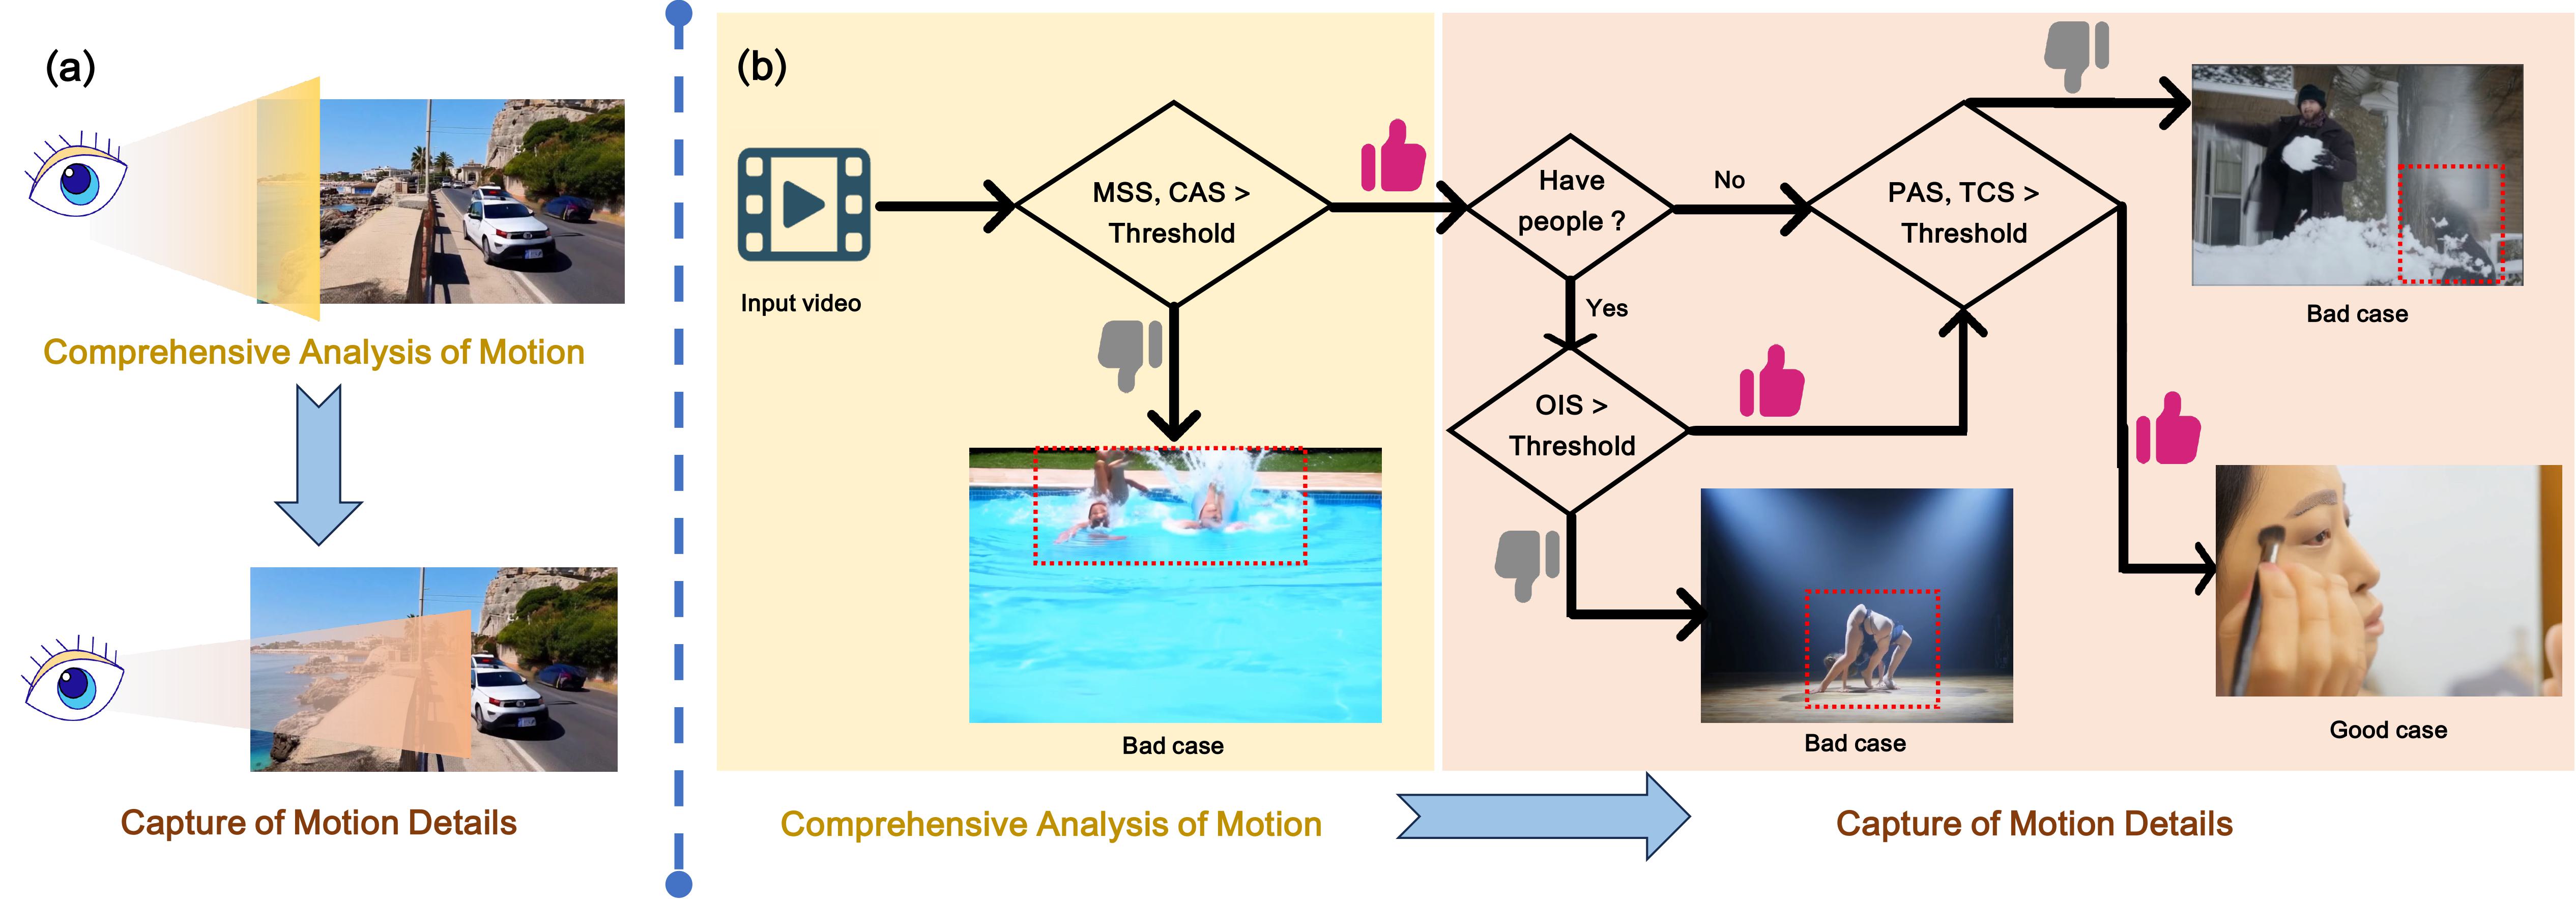 (a)
Comprehensive Analysis of Motion
Capture of Motion Details
(b)
Input video
MSS, CAS >
Threshold
Bad case
Have
people ?
No
Yes
OIS >
Threshold
Bad case
PAS, TCS >
Threshold
Bad case
Good case
Comprehensive Analysis of Motion
Capture of Motion Details